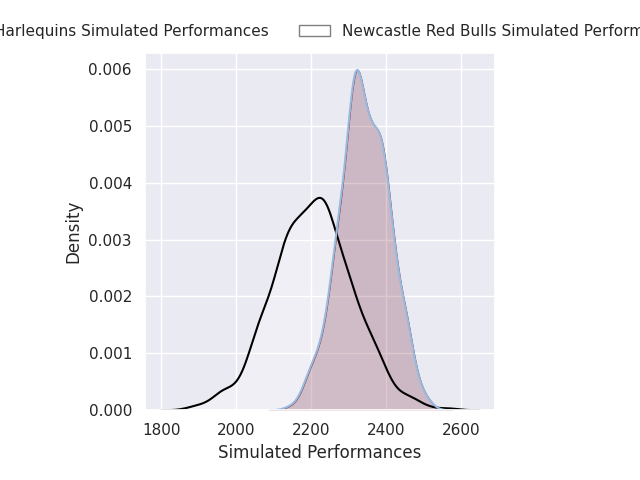 Harlequins Simulated Performances
Newcastle Red Bulls Simulated Perform
0.006
0.005
0.004
0.003
0.002
0.001
0.000
Density
1800 2000 2200 2400 2600
Simulated Performances